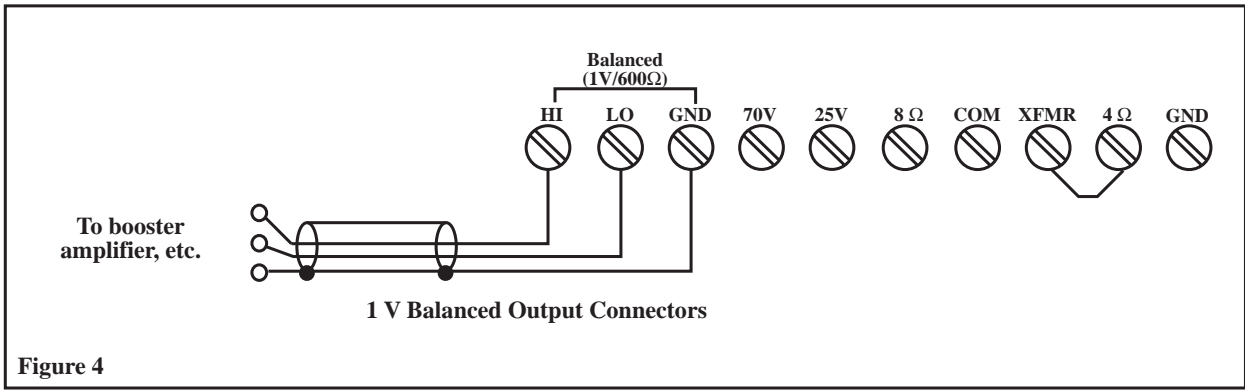 Balanced
(1V/600Ω)
HI LO GND 70V 25V 8 Ω COM XFMR 4 Ω GND
To booster
amplifier, etc.
1 V Balanced Output Connectors
Figure 4